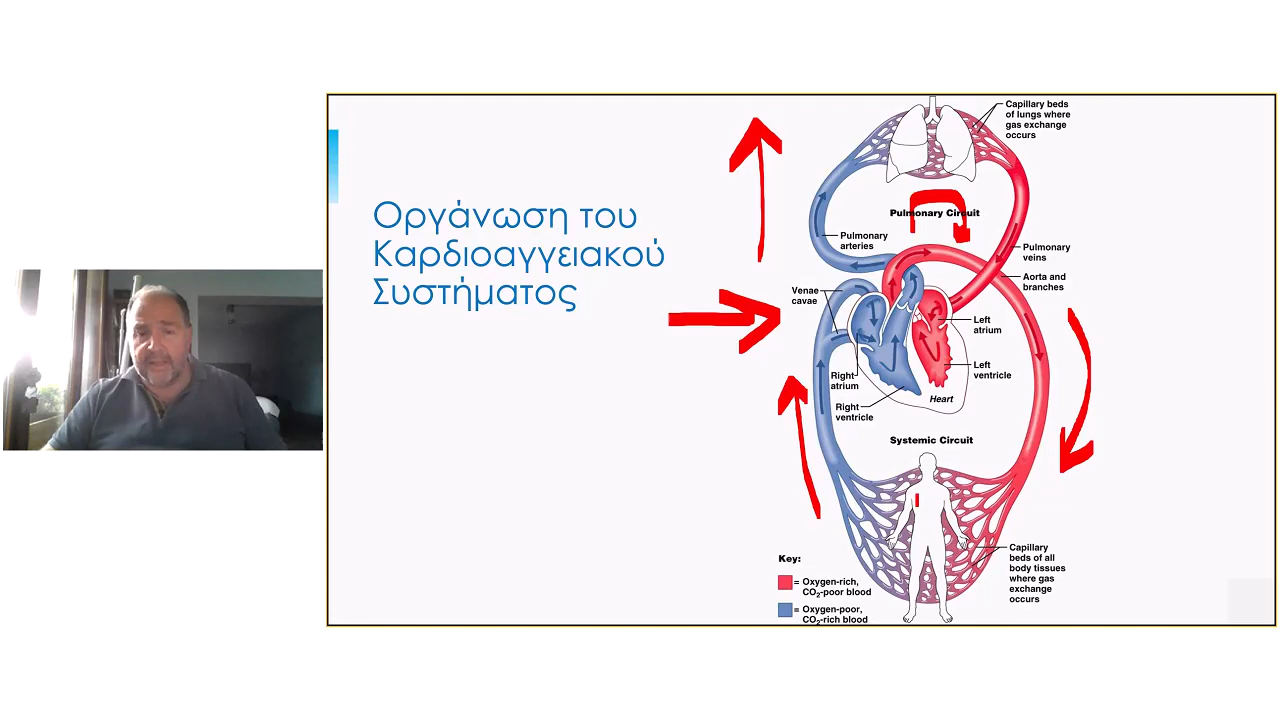 Οργάνωση του
Καρδιοαγγειακού
Συστήματος
Capillary beds
of lungs where
gas exchange
occurs
Pulmonary Circuit
Pulmonary
arteries
Pulmonary
veins
Aorta and
branches
Venae
cavae
Left
atrium
Left
ventricle
Right
atrium
Right
ventricle
Heart
Systemic Circuit
Capillary
beds of all
body tissues
where gas
exchange
occurs
Key:
= Oxygen-rich,
CO2-poor blood
= Oxygen-poor,
CO2-rich blood